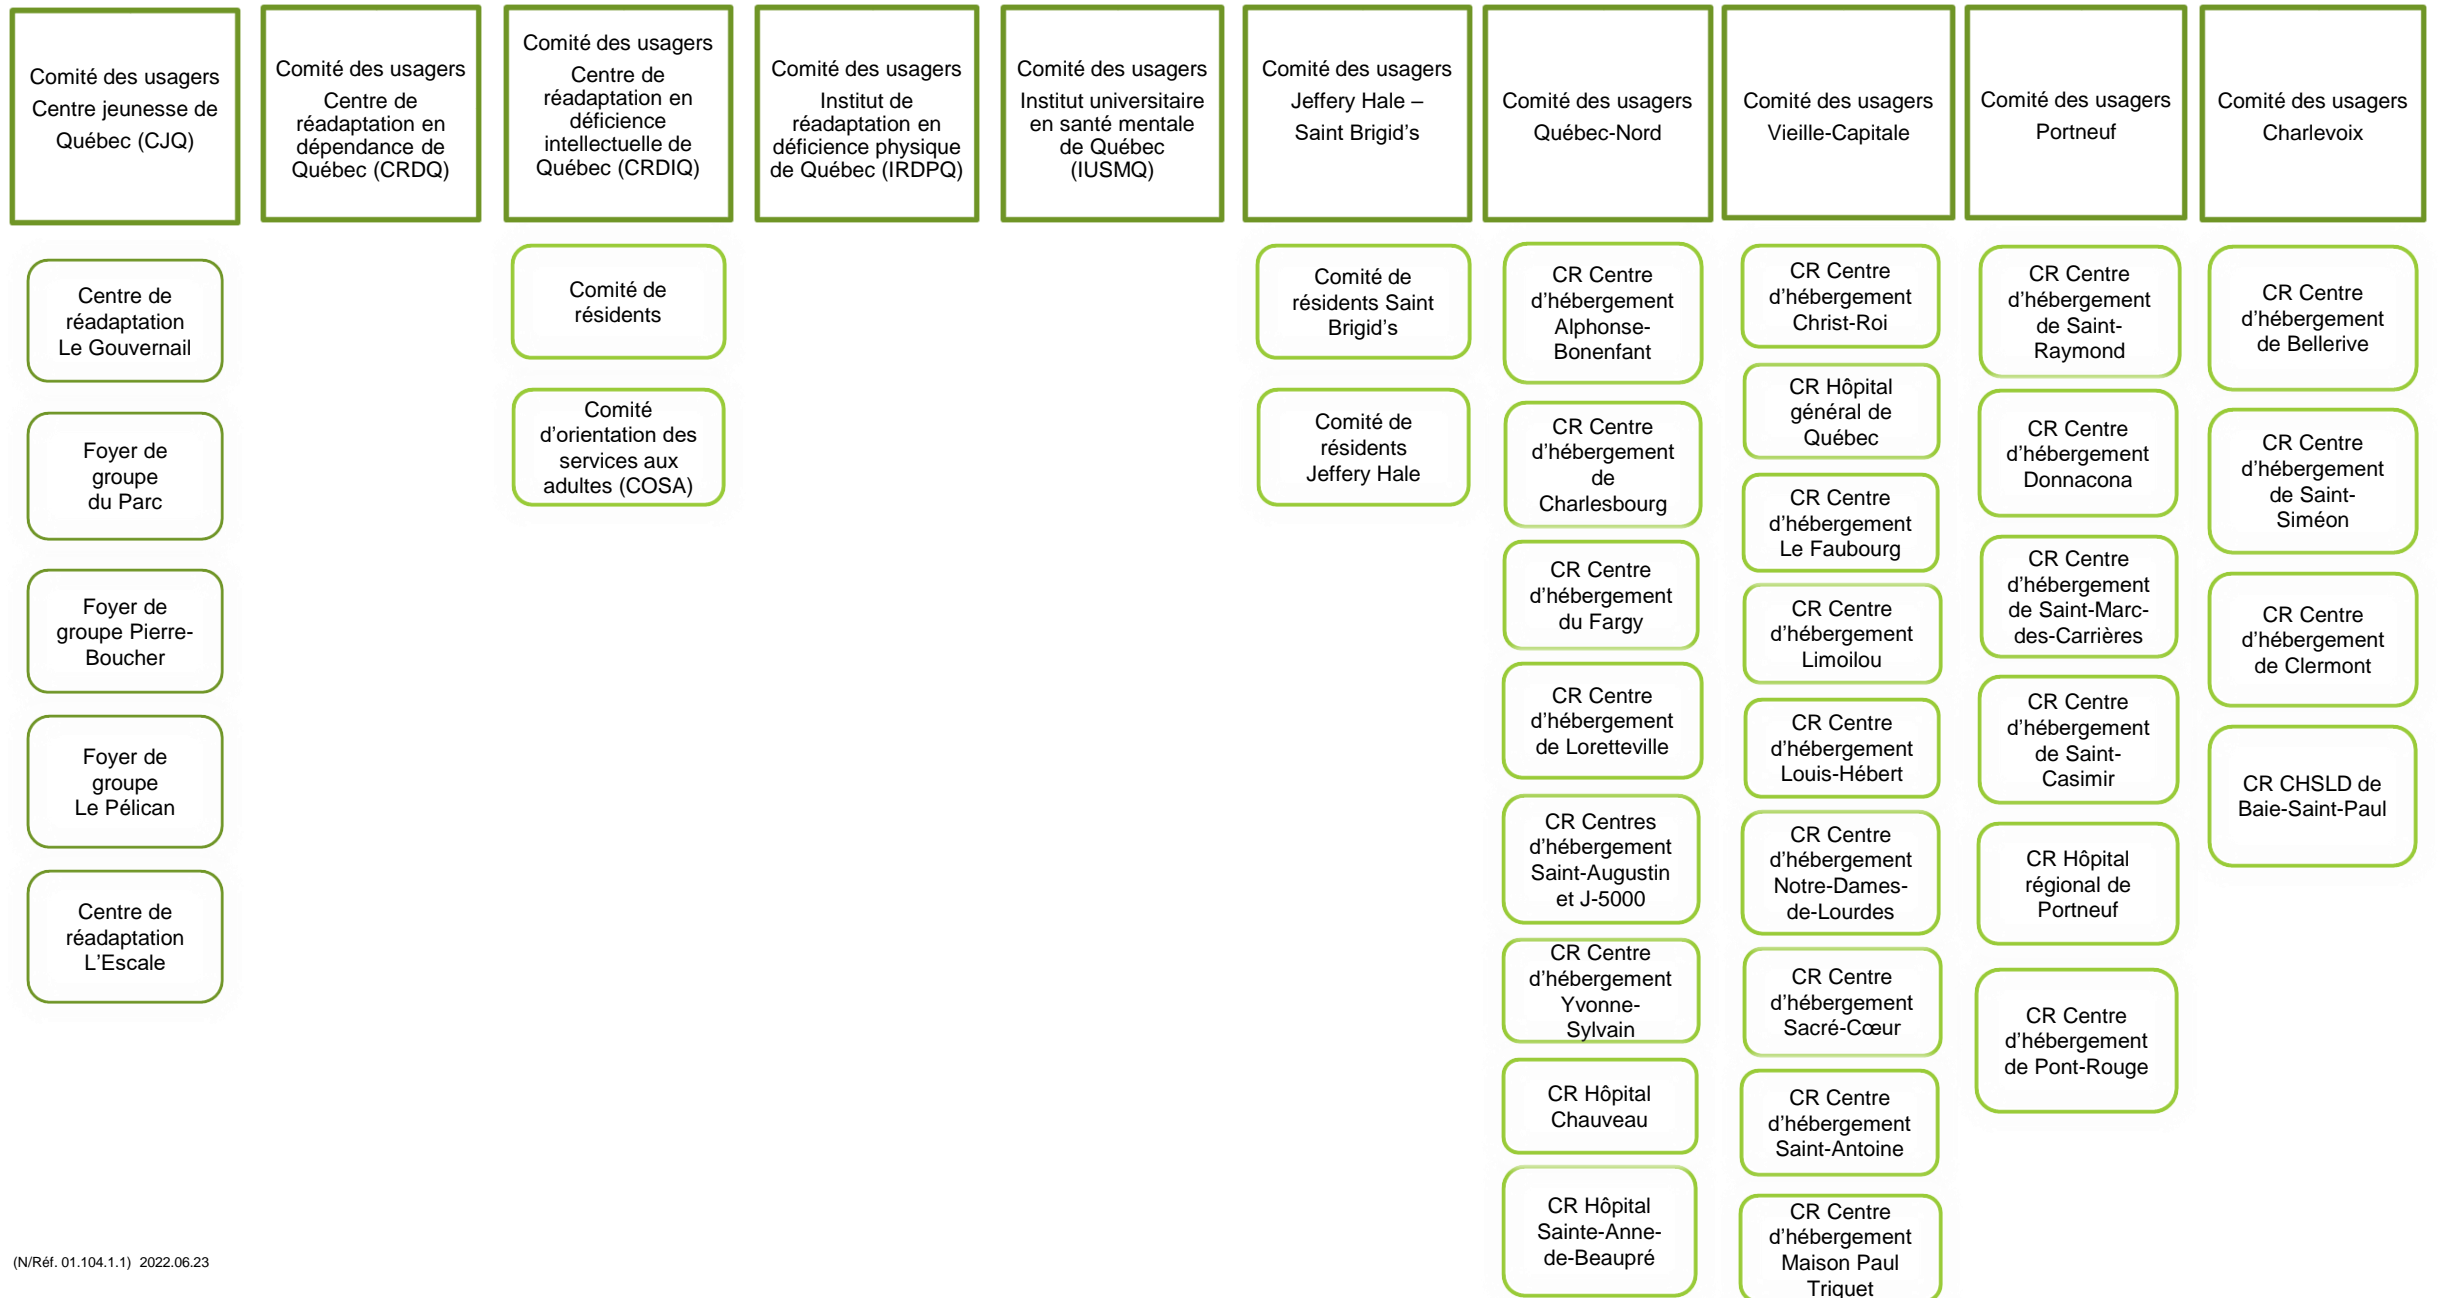 Comité des usagers
Centre jeunesse de
Québec (CJQ)
Centre de
réadaptation
Le Gouvernail
Foyer de
groupe
du Parc
Foyer de
groupe Pierre-
Boucher
Foyer de
groupe
Le Pélican
Centre de
réadaptation
L'Escale
Comité des usagers
Centre de
réadaptation en
dépendance de
Québec (CRDQ)
Comité des usagers
Centre de
réadaptation en
déficience
intellectuelle de
Québec (CRDIQ)
Comité de
résidents
Comité
d'orientation des
services aux
adultes (COSA)
Comité des usagers
Institut de
réadaptation en
déficience physique
de Québec (IRDPQ)
Comité des usagers
Institut universitaire
en santé mentale
de Québec
(IUSMQ)
Comité des usagers
Jeffery Hale –
Saint Brigid's
Comité de
résidents Saint
Brigid's
Comité de
résidents
Jeffery Hale
Comité des usagers
Québec-Nord
CR Centre
d'hébergement
Alphonse-
Bonenfant
CR Centre
d'hébergement
de
Charlesbourg
CR Centre
d'hébergement
du Fargy
CR Centre
d'hébergement
de Loretteville
CR Centres
d'hébergement
Saint-Augustin
et J-5000
CR Centre
d'hébergement
Yvonne-
Sylvain
CR Hôpital
Chauveau
CR Hôpital
Sainte-Anne-
de-Beaupré
Comité des usagers
Vieille-Capitale
CR Centre
d'hébergement
Christ-Roi
CR Hôpital
général de
Québec
CR Centre
d'hébergement
Le Faubourg
CR Centre
d'hébergement
Limoilou
CR Centre
d'hébergement
Louis-Hébert
CR Centre
d'hébergement
Notre-Dames-
de-Lourdes
CR Centre
d'hébergement
Sacré-Cœur
CR Centre
d'hébergement
Saint-Antoine
CR Centre
d'hébergement
Maison Paul
Triquet
Comité des usagers
Portneuf
CR Centre
d'hébergement
de Saint-
Raymond
CR Centre
d'hébergement
Donnacona
CR Centre
d'hébergement
de Saint-Marc-
des-Carrières
CR Centre
d'hébergement
de Saint-
Casimir
CR Hôpital
régional de
Portneuf
CR Centre
d'hébergement
de Pont-Rouge
Comité des usagers
Charlevoix
CR Centre
d'hébergement
de Bellerive
CR Centre
d'hébergement
de Saint-
Siméon
CR Centre
d'hébergement
de Clermont
CR CHSLD de
Baie-Saint-Paul
(N/Réf. 01.104.1.1) 2022.06.23